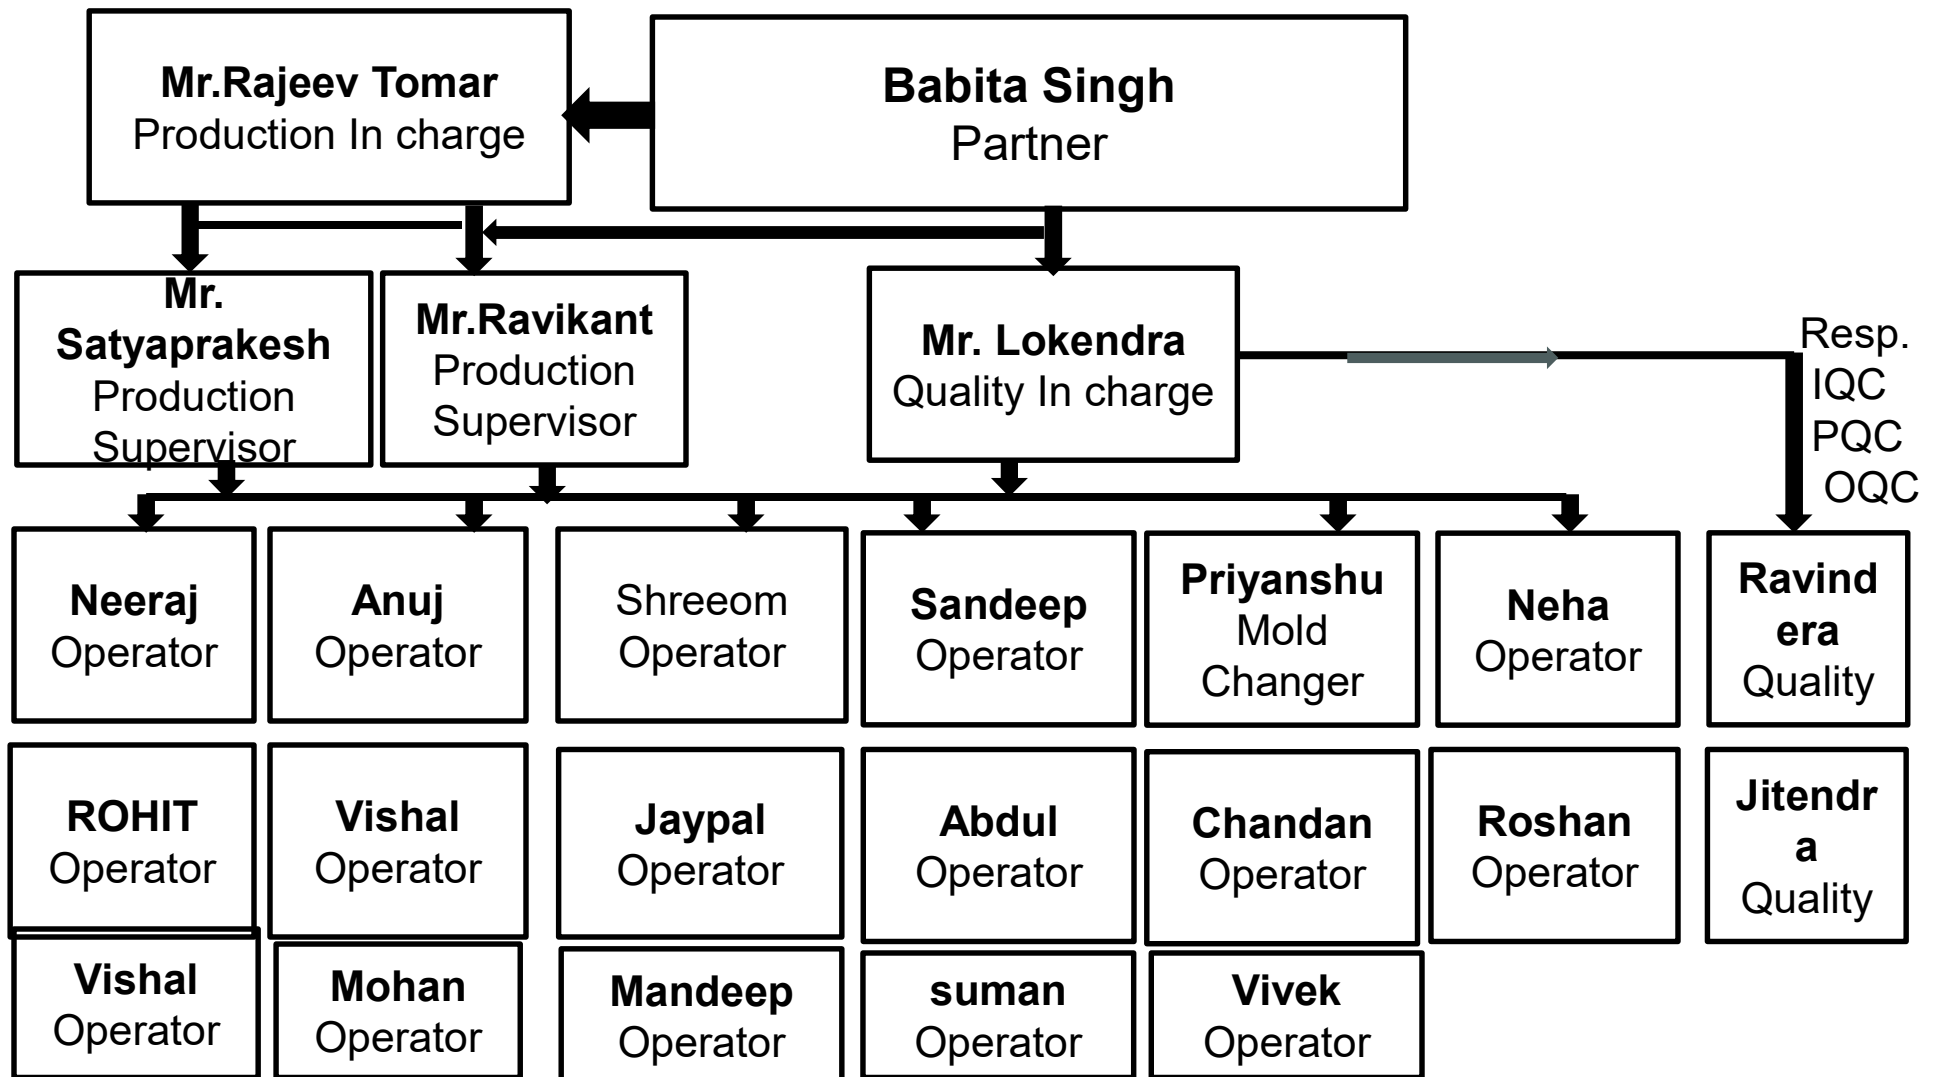 Mr.Rajeev Tomar
Production In charge
Babita Singh
Partner
Mr.
Satyaprakesh
Production
Supervisor
Mr.Ravikant
Production
Supervisor
Mr. Lokendra
Quality In charge
Resp.
IQC
PQC
OQC
Neeraj
Operator
Anuj
Operator
Shreeom
Operator
Sandeep
Operator
Priyanshu
Mold
Changer
Neha
Operator
Ravind
era
Quality
ROHIT
Operator
Vishal
Operator
Jaypal
Operator
Abdul
Operator
Chandan
Operator
Roshan
Operator
Jitendr
a
Quality
Vishal
Operator
Mohan
Operator
Mandeep
Operator
suman
Operator
Vivek
Operator